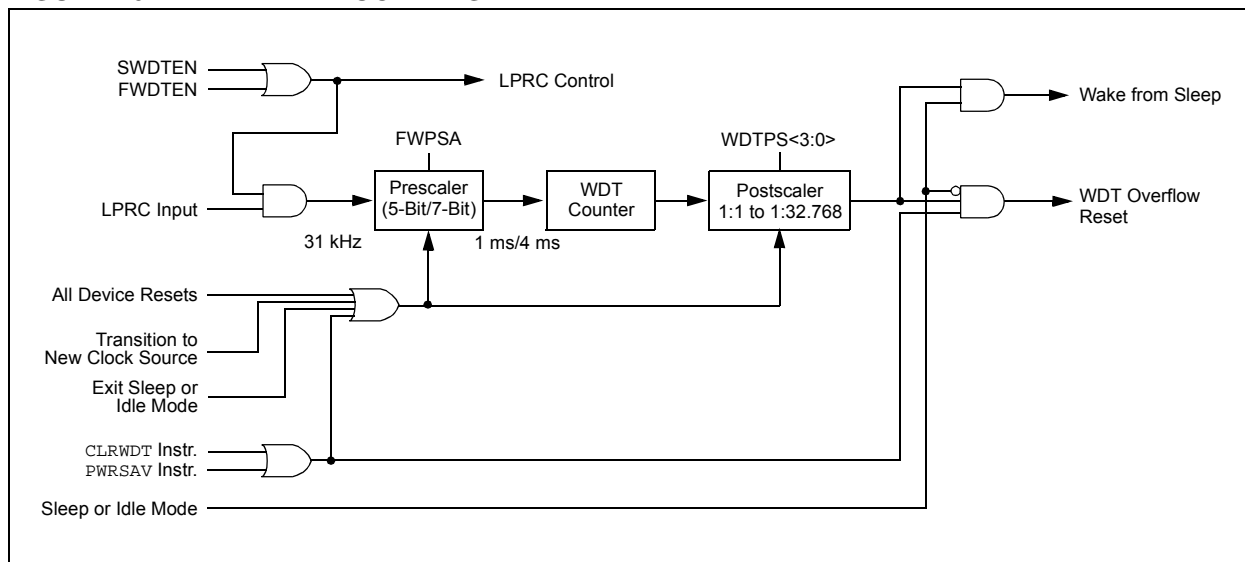 SWDTEN
FWDTEN
LPRC Control
Wake from Sleep
FWPSA
WDTPS<3:0>
LPRC Input
Prescaler
(5-Bit/7-Bit)
WDT
Counter
Postscaler
1:1 to 1:32.768
WDT Overflow
Reset
31 kHz
1 ms/4 ms
All Device Resets
Transition to
New Clock Source
Exit Sleep or
Idle Mode
CLRWDT Instr.
PWRSAV Instr.
Sleep or Idle Mode